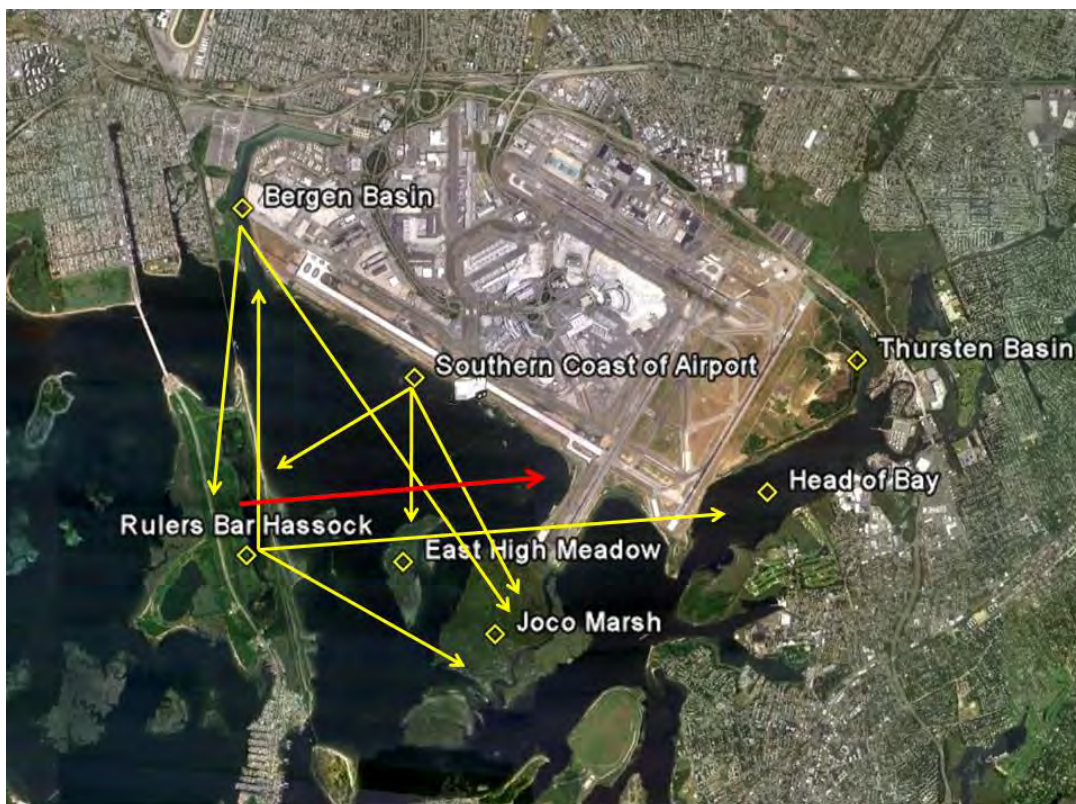 Bergen Basin
Southern Coast of Airport
Thursten Basin
Head of Bay
Rulers Bar Hassock
East High Meadow
Joco Marsh